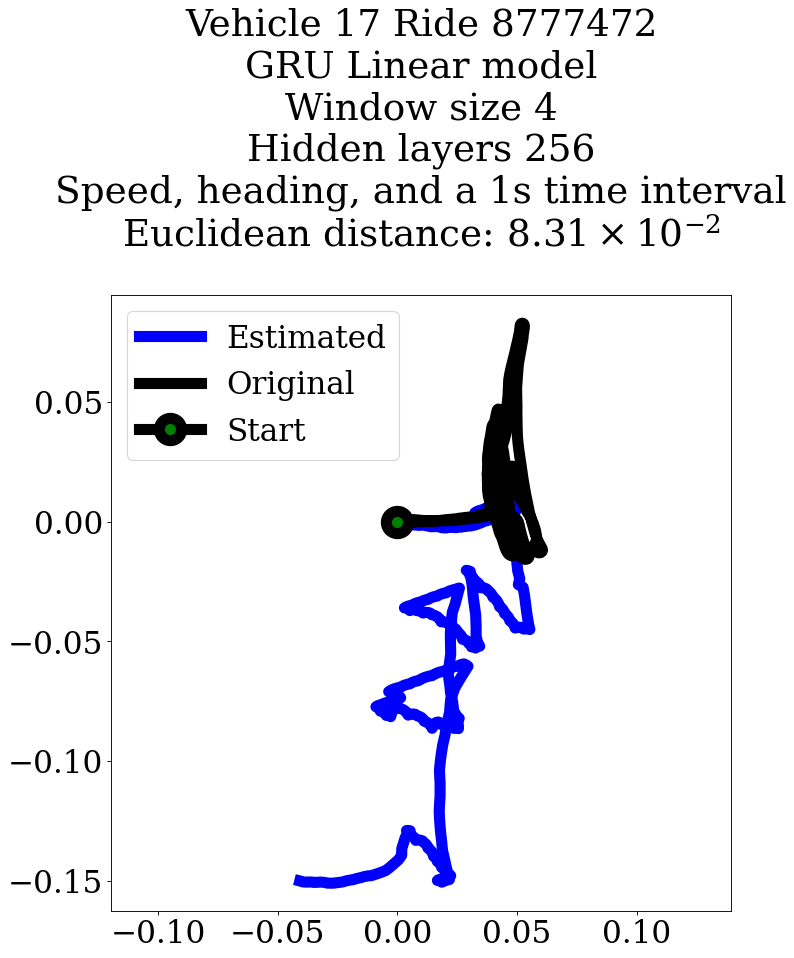 Vehicle 17 Ride 8777472
GRU Linear model
Window size 4
Hidden layers 256
Speed, heading, and a 1s time interval
Euclidean distance: 8.31 × 10⁻²
Estimated
Original
Start
0.05
0.00
−0.05
−0.10
−0.15
−0.10 −0.05 0.00 0.05 0.10